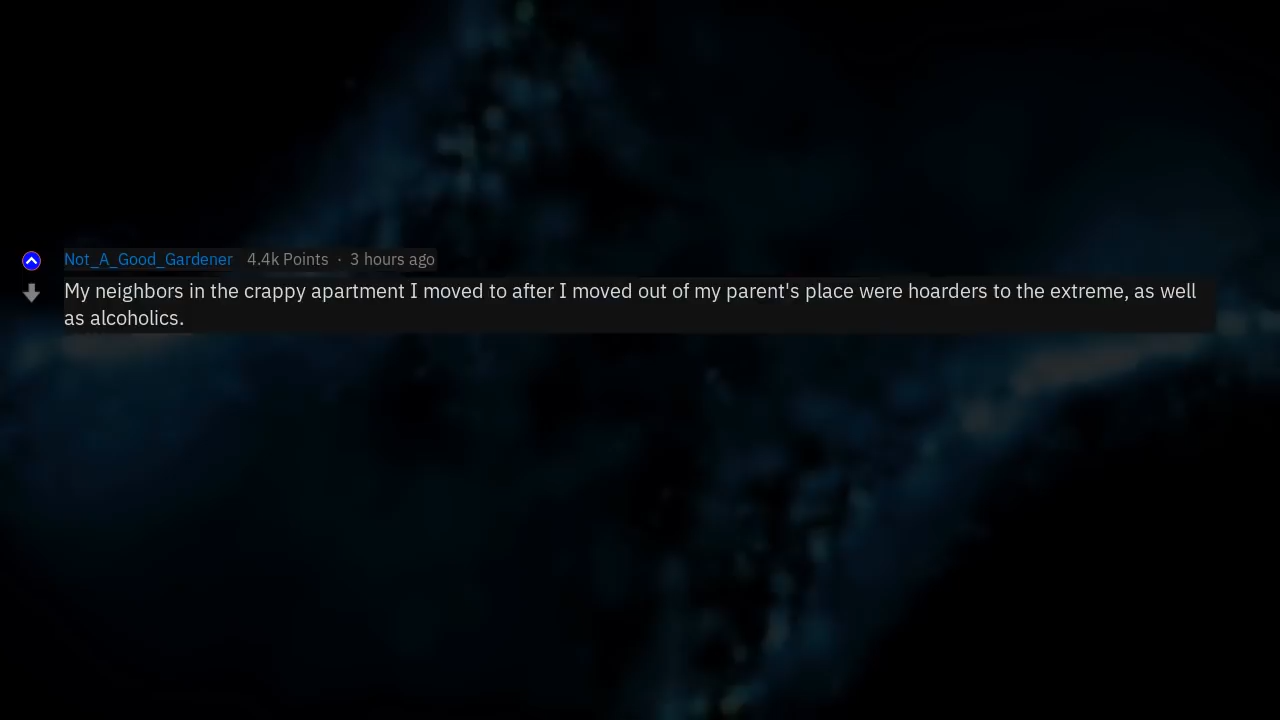 Not_A_Good_Gardener 4.4k Points · 3 hours ago
My neighbors in the crappy apartment I moved to after I moved out of my parent's place were hoarders to the extreme, as well
as alcoholics.